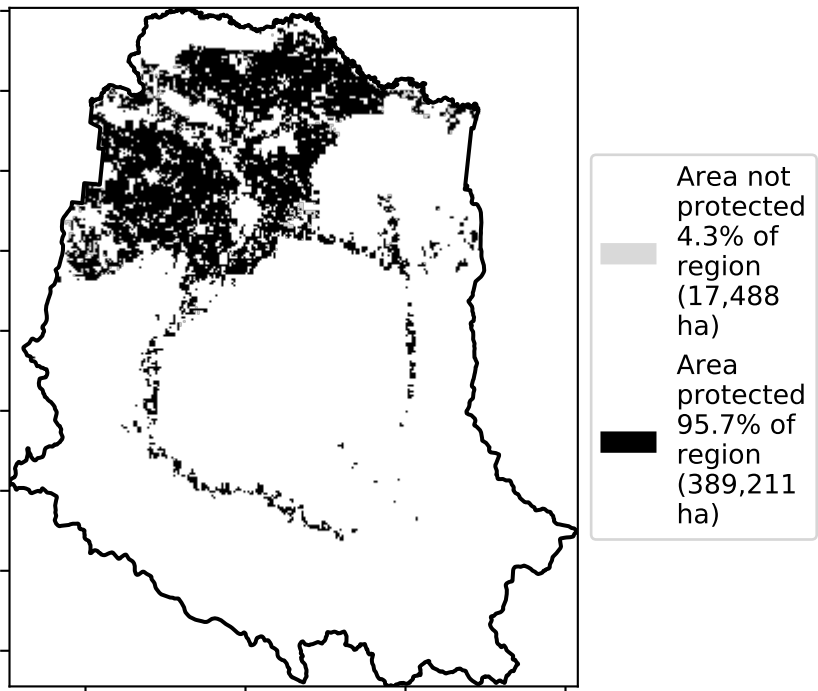 Area not
protected
4.3% of
region
(17,488
ha)
Area
protected
95.7% of
region
(389,211
ha)